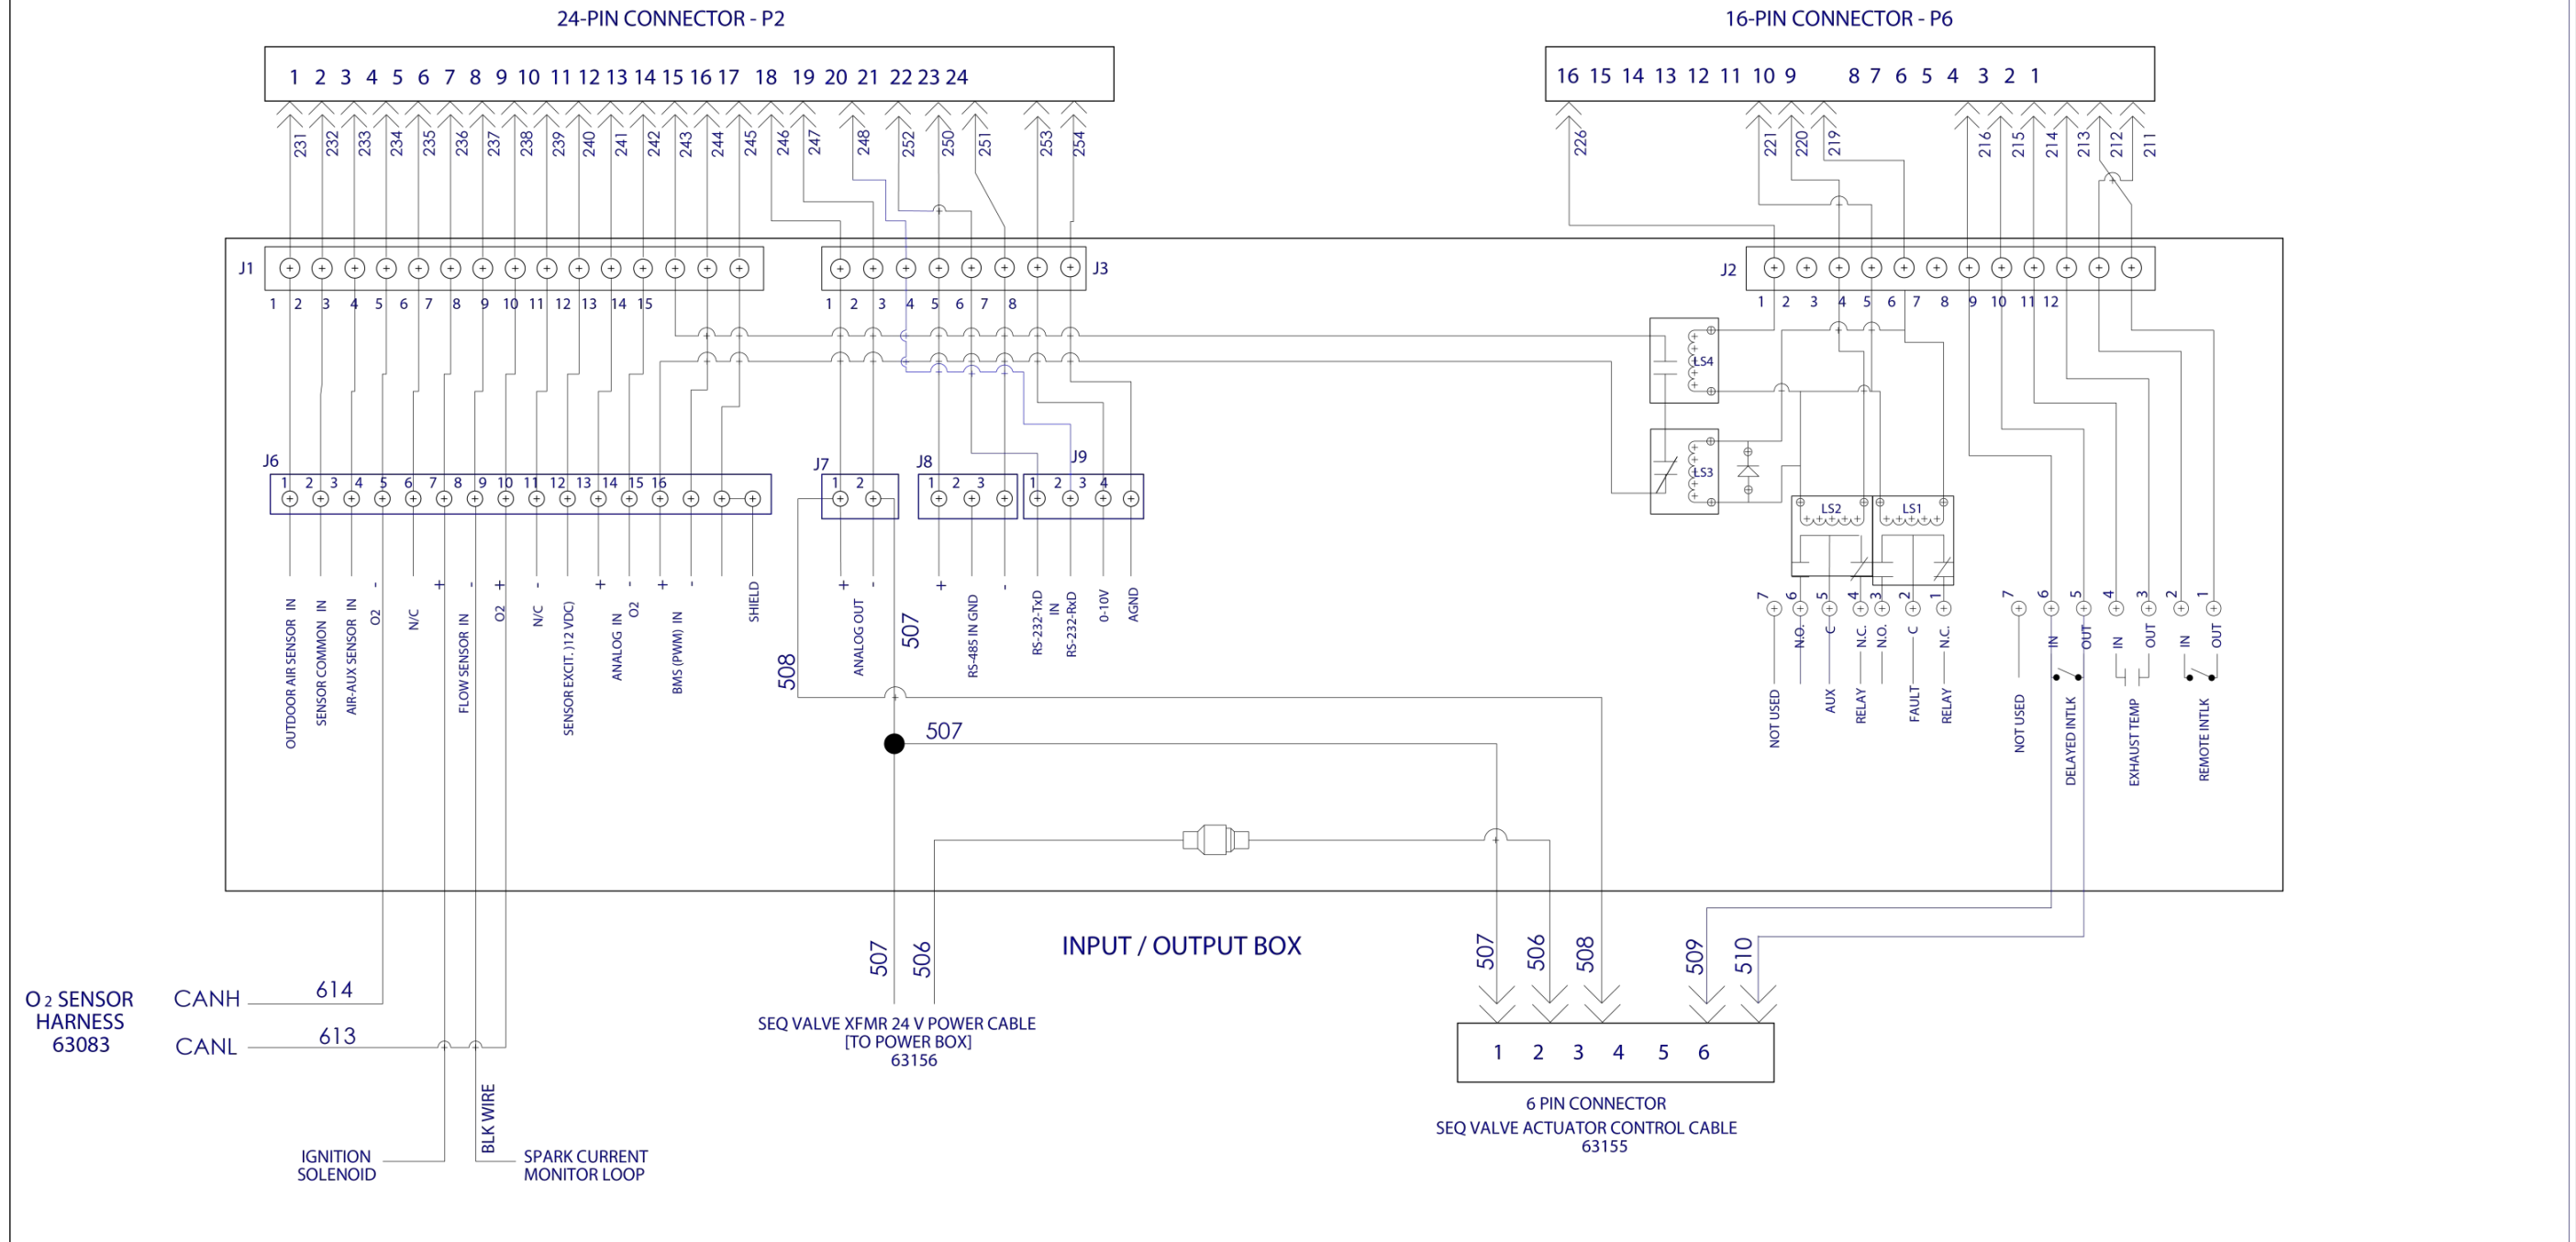 24-PIN CONNECTOR - P2
16-PIN CONNECTOR - P6
1 2 3 4 5 6 7 8 9 10 11 12 13 14 15 16 17 18 19 20 21 22 23 24
16 15 14 13 12 11 10 9 8 7 6 5 4 3 2 1
231 232 233 234 235 236 237 238 239 240 241 242 243 244 245 246 247 248 252 250 251 253 254
226 221 220 219 216 215 214 213 212 211
J1
J3
J2
1 2 3 4 5 6 7 8 9 10 11 12 13 14 15
1 2 3 4 5 6 7 8
1 2 3 4 5 6 7 8 9 10 11 12
LS4
LS3
J6
J7
J8
J9
1 2 3 4 5 6 7 8 9 10 11 12 13 14 15 16
1 2
1 2 3
1 2 3 4
LS2
LS1
- + - + - + - + -
+ -
+ -
OUTDOOR AIR SENSOR IN
SENSOR COMMON IN
AIR-AUX SENSOR IN
O2
N/C
FLOW SENSOR IN
O2
N/C
SENSOR EXCIT. )12 VDC)
ANALOG IN
O2
BMS (PWM) IN
SHIELD
ANALOG OUT
507
508
RS-485 IN GND
RS-232-TxD
IN
RS-232-RxD
0-10V
AGND
7 6 5 4 3 2 1
7 6 5 4 3 2 1
N.O. C N.C. N.O. C N.C.
IN OUT IN OUT IN OUT
NOT USED
AUX
RELAY
FAULT
RELAY
NOT USED
DELAYED INTLK
EXHAUST TEMP
REMOTE INTLK
507
507
506
INPUT / OUTPUT BOX
507
506
508
509
510
O 2 SENSOR
HARNESS
63083
CANH
614
CANL
613
SEQ VALVE XFMR 24 V POWER CABLE
[TO POWER BOX]
63156
1 2 3 4 5 6
6 PIN CONNECTOR
SEQ VALVE ACTUATOR CONTROL CABLE
63155
BLK WIRE
IGNITION
SOLENOID
SPARK CURRENT
MONITOR LOOP